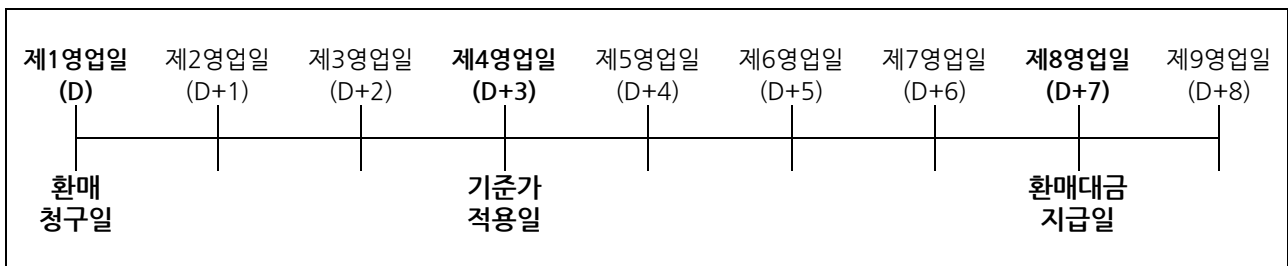 제1영업일 제2영업일 제3영업일 제4영업일 제5영업일 제6영업일 제7영업일 제8영업일 제9영업일
(D) (D+1) (D+2) (D+3) (D+4) (D+5) (D+6) (D+7) (D+8)
환매 기준가 환매대금
청구일 적용일 지급일